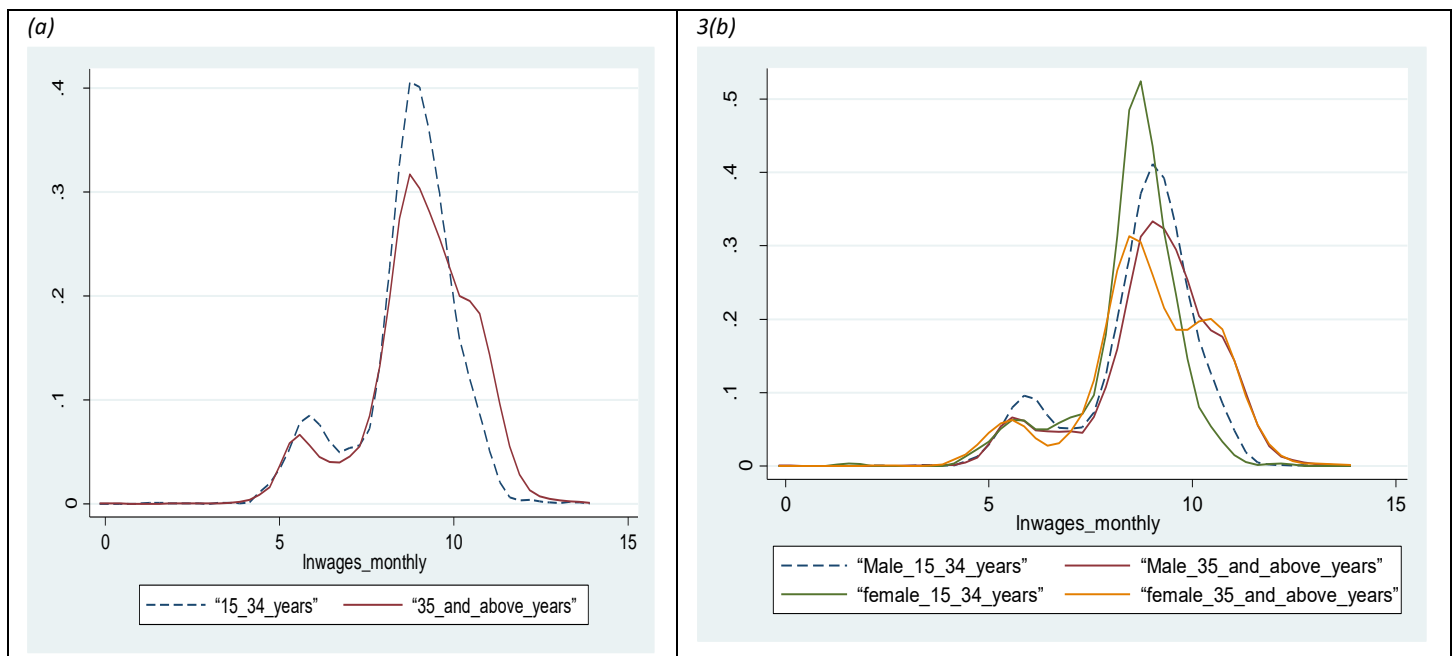 (a)
.4
.3
.2
.1
0
0 5 10 15
lnwages_monthly
“15_34_years” “35_and_above_years”
3(b)
.5
.4
.3
.2
.1
0
0 5 10 15
lnwages_monthly
“Male_15_34_years” “Male_35_and_above_years”
“female_15_34_years” “female_35_and_above_years”